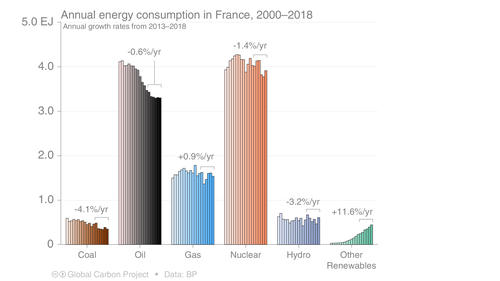 Annual energy consumption in France, 2000–2018
Annual growth rates from 2013–2018
5.0 EJ
4.0
3.0
2.0
1.0
0
-4.1%/yr
-0.6%/yr
+0.9%/yr
-1.4%/yr
-3.2%/yr
+11.6%/yr
Coal
Oil
Gas
Nuclear
Hydro
Other
Renewables
Global Carbon Project • Data: BP